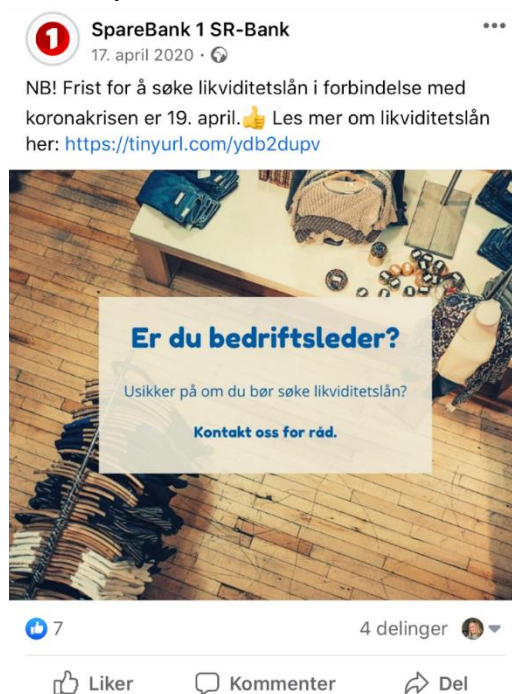 SpareBank 1 SR-Bank
17. april 2020 ·
NB! Frist for å søke likviditetslån i forbindelse med
koronakrisen er 19. april.👍 Les mer om likviditetslån
her: https://tinyurl.com/ydb2dupv
Er du bedriftsleder?
Usikker på om du bør søke likviditetslån?
Kontakt oss for råd.
7
4 delinger
Liker
Kommenter
Del